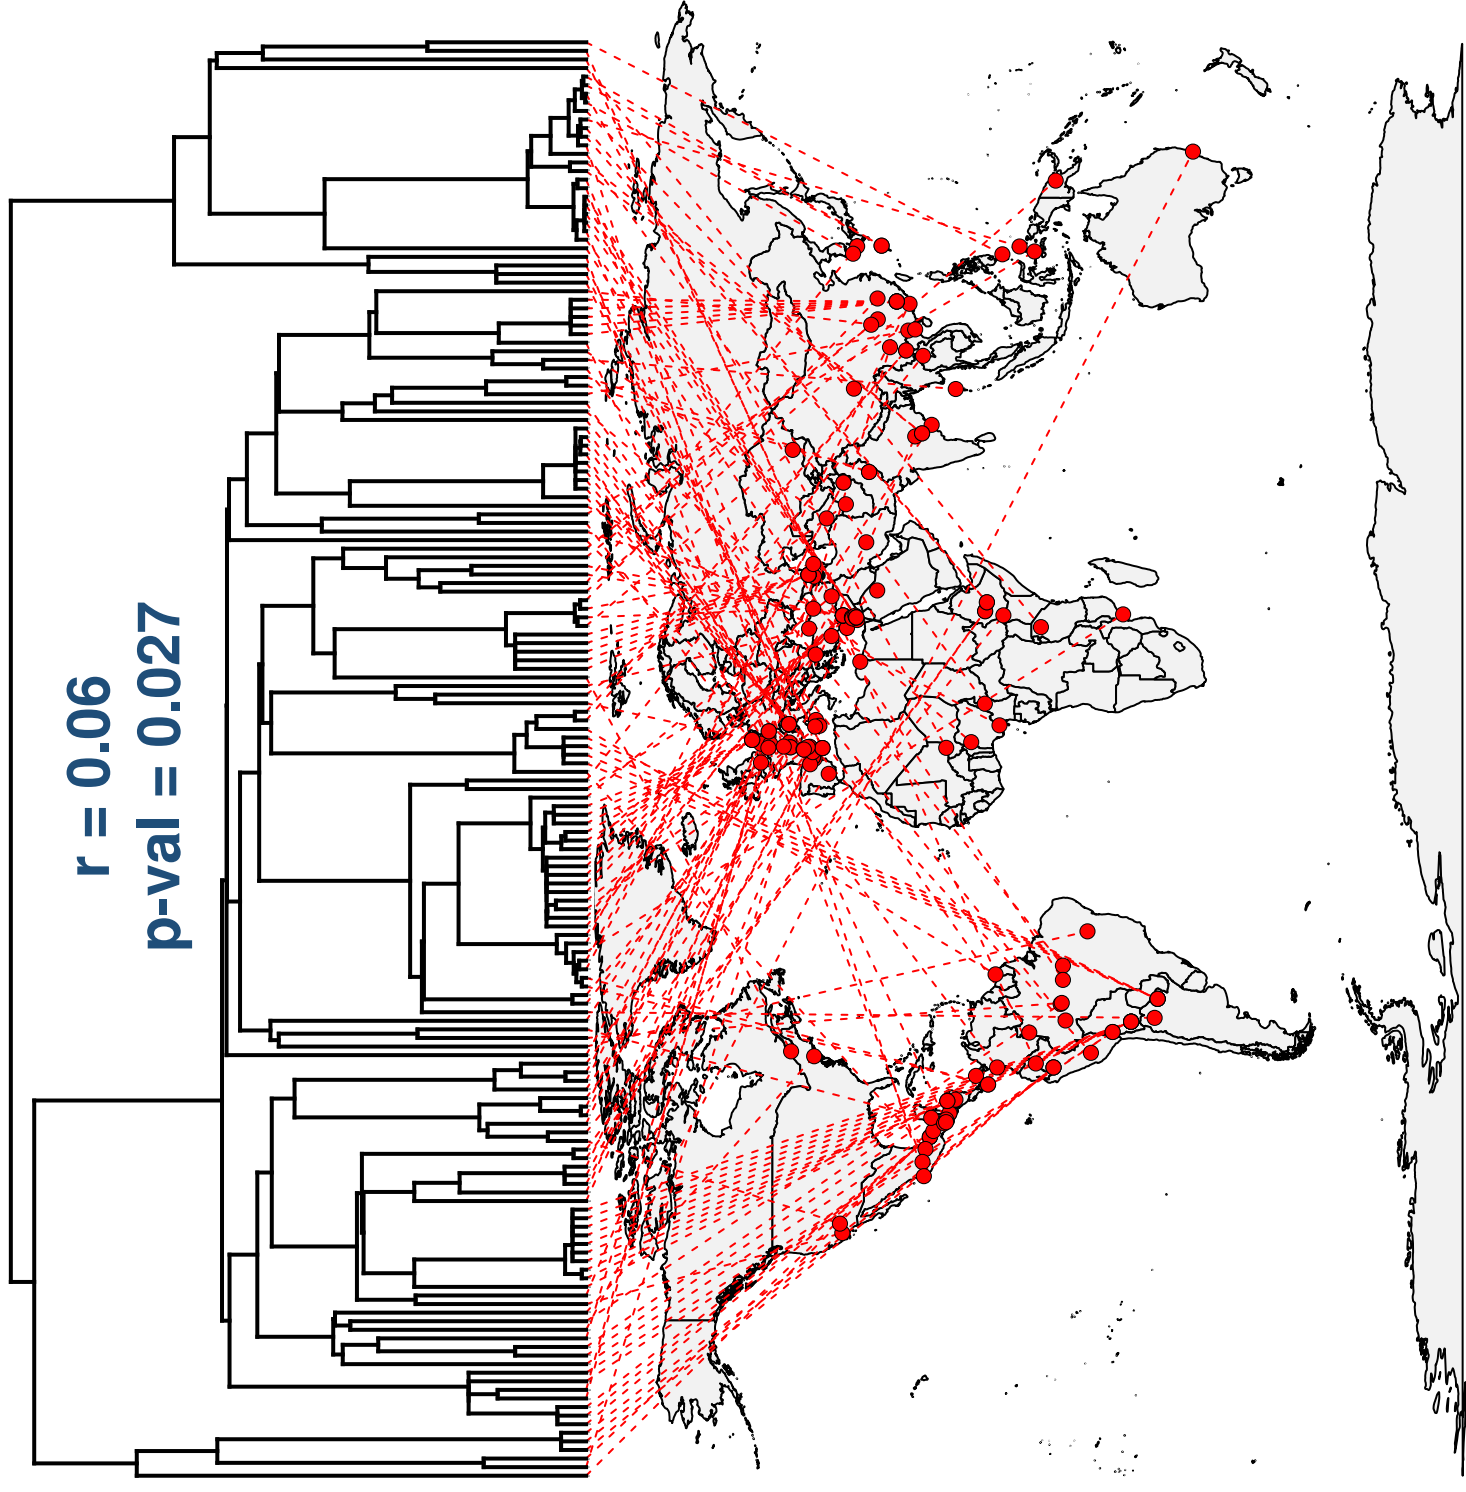 r = 0.06
p-val = 0.027